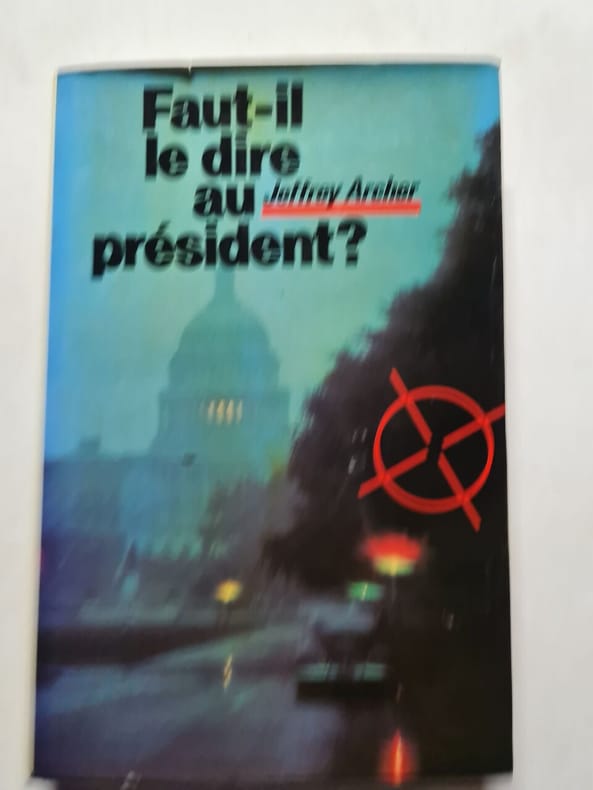 Faut-il
le dire
au Jeffrey Archer
président?